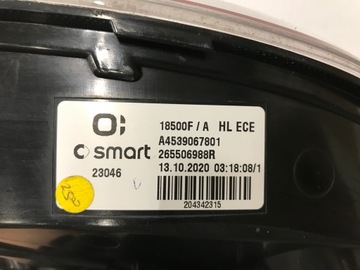 18500F / A HL ECE
A4539067801
smart 265506988R
23046 13.10.2020 03:18:08/1
204342315